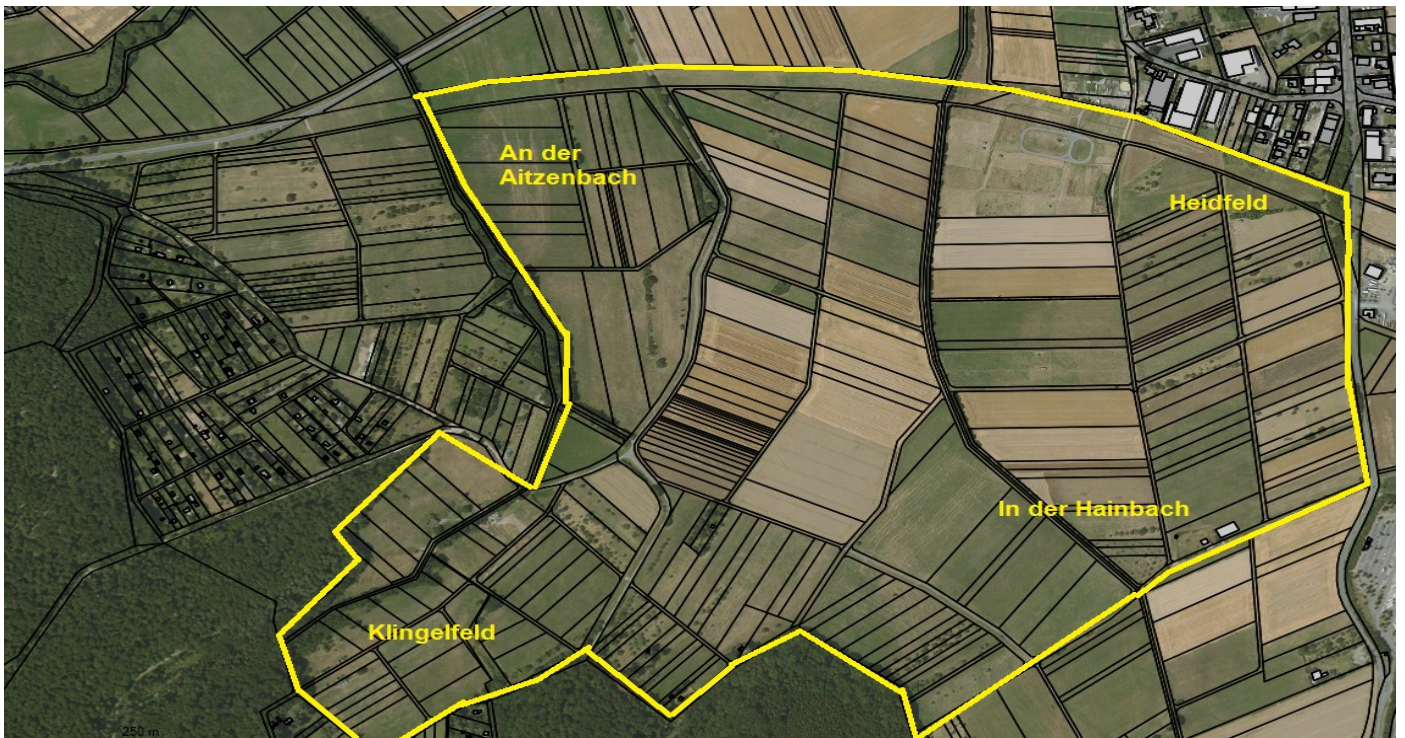 An der
Aitzenbach
Heidfeld
In der Hainbach
Klingelfeld
250 m